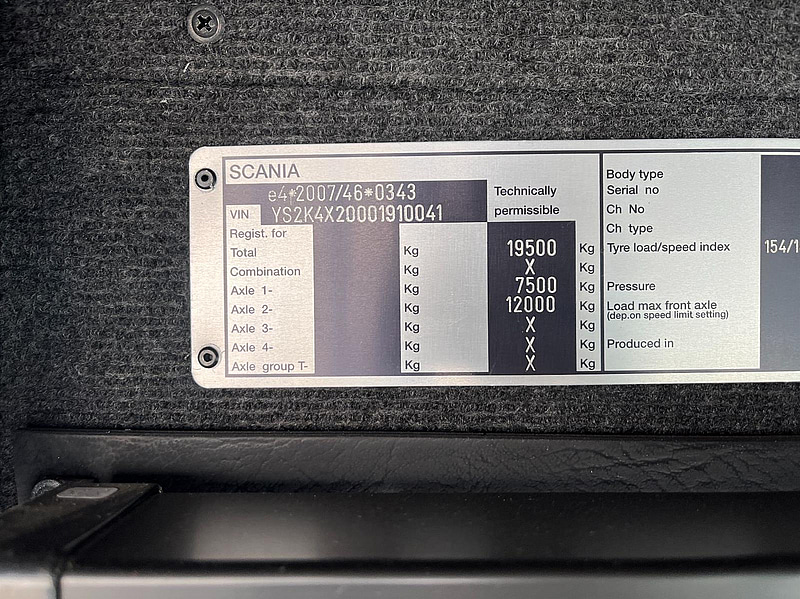 SCANIA
e4*2007/46*0343
VIN YS2K4X20001910041
Technically
permissible
Regist. for
Total Kg 19500 Kg
Combination Kg X Kg
Axle 1- Kg 7500 Kg
Axle 2- Kg 12000 Kg
Axle 3- Kg X Kg
Axle 4- Kg X Kg
Axle group T- Kg X Kg
Body type
Serial no
Ch No
Ch type
Tyre load/speed index 154/1
Pressure
Load max front axle
(dep.on speed limit setting)
Produced in